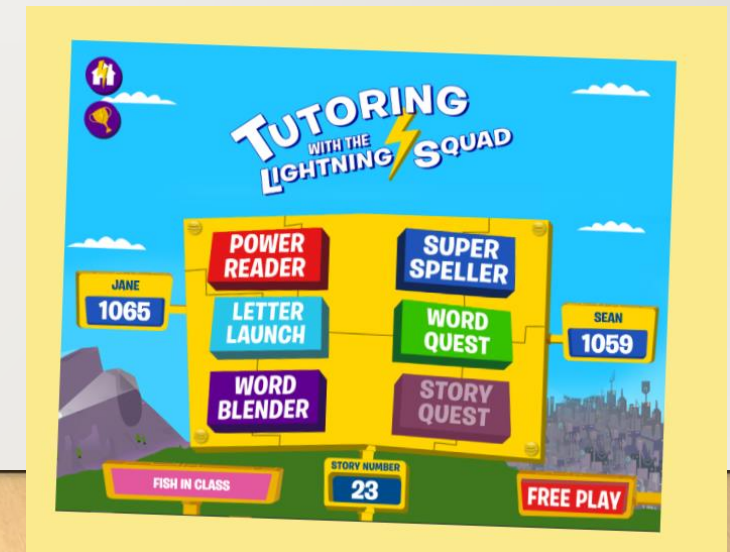 TUTORING
WITH THE
LIGHTNING SQUAD
POWER
READER
SUPER
SPELLER
JANE
1065
LETTER
LAUNCH
WORD
QUEST
SEAN
1059
WORD
BLENDER
STORY
QUEST
FISH IN CLASS
STORY NUMBER
23
FREE PLAY